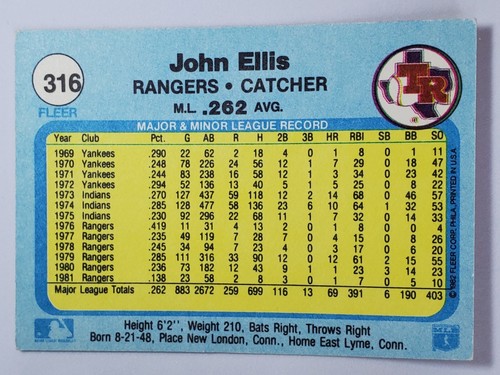 John Ellis
316
FLEER
RANGERS • CATCHER
M.L. .262 AVG.
TR
MAJOR & MINOR LEAGUE RECORD
Year Club Pct. G AB R H 2B 3B HR RBI SB BB SO
1969 Yankees .290 22 62 2 18 4 0 1 8 0 1 11
1970 Yankees .248 78 226 24 56 12 1 7 29 0 18 47
1971 Yankees .244 83 238 16 58 12 1 3 34 0 23 42
1972 Yankees .294 52 136 13 40 5 1 5 25 0 8 22
1973 Indians .270 127 437 59 118 12 2 14 68 0 46 57
1974 Indians .285 128 477 58 136 23 6 10 64 1 32 53
1975 Indians .230 92 296 22 68 11 1 7 32 0 14 33
1976 Rangers .419 11 31 4 13 2 0 1 8 0 0 4
1977 Rangers .235 49 119 7 28 7 0 4 15 0 8 26
1978 Rangers .245 34 94 7 23 4 0 3 17 0 6 20
1979 Rangers .285 111 316 33 90 12 0 12 61 2 15 55
1980 Rangers .236 73 182 12 43 9 1 1 23 3 14 23
1981 Rangers .138 23 58 2 8 3 0 1 7 0 5 10
Major League Totals .262 883 2672 259 699 116 13 69 391 6 190 403
© 1982 FLEER CORP. PHILA. PRINTED IN U.S.A.
Height 6'2", Weight 210, Bats Right, Throws Right
Born 8-21-48, Place New London, Conn., Home East Lyme, Conn.